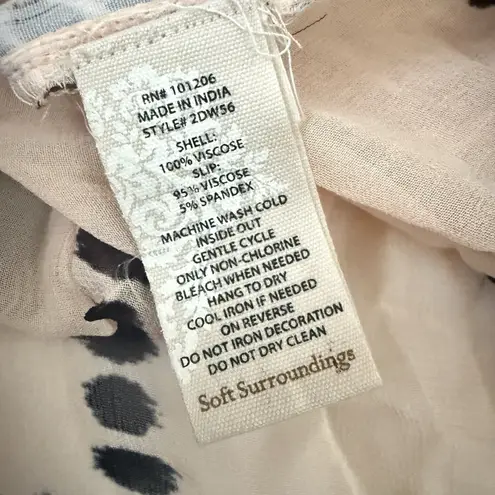 RN# 101206
MADE IN INDIA
STYLE# 2DW56
SHELL:
100% VISCOSE
SLIP:
95% VISCOSE
5% SPANDEX
MACHINE WASH COLD
INSIDE OUT
GENTLE CYCLE
ONLY NON-CHLORINE
BLEACH WHEN NEEDED
HANG TO DRY
COOL IRON IF NEEDED
ON REVERSE
DO NOT IRON DECORATION
DO NOT DRY CLEAN
Soft Surroundings